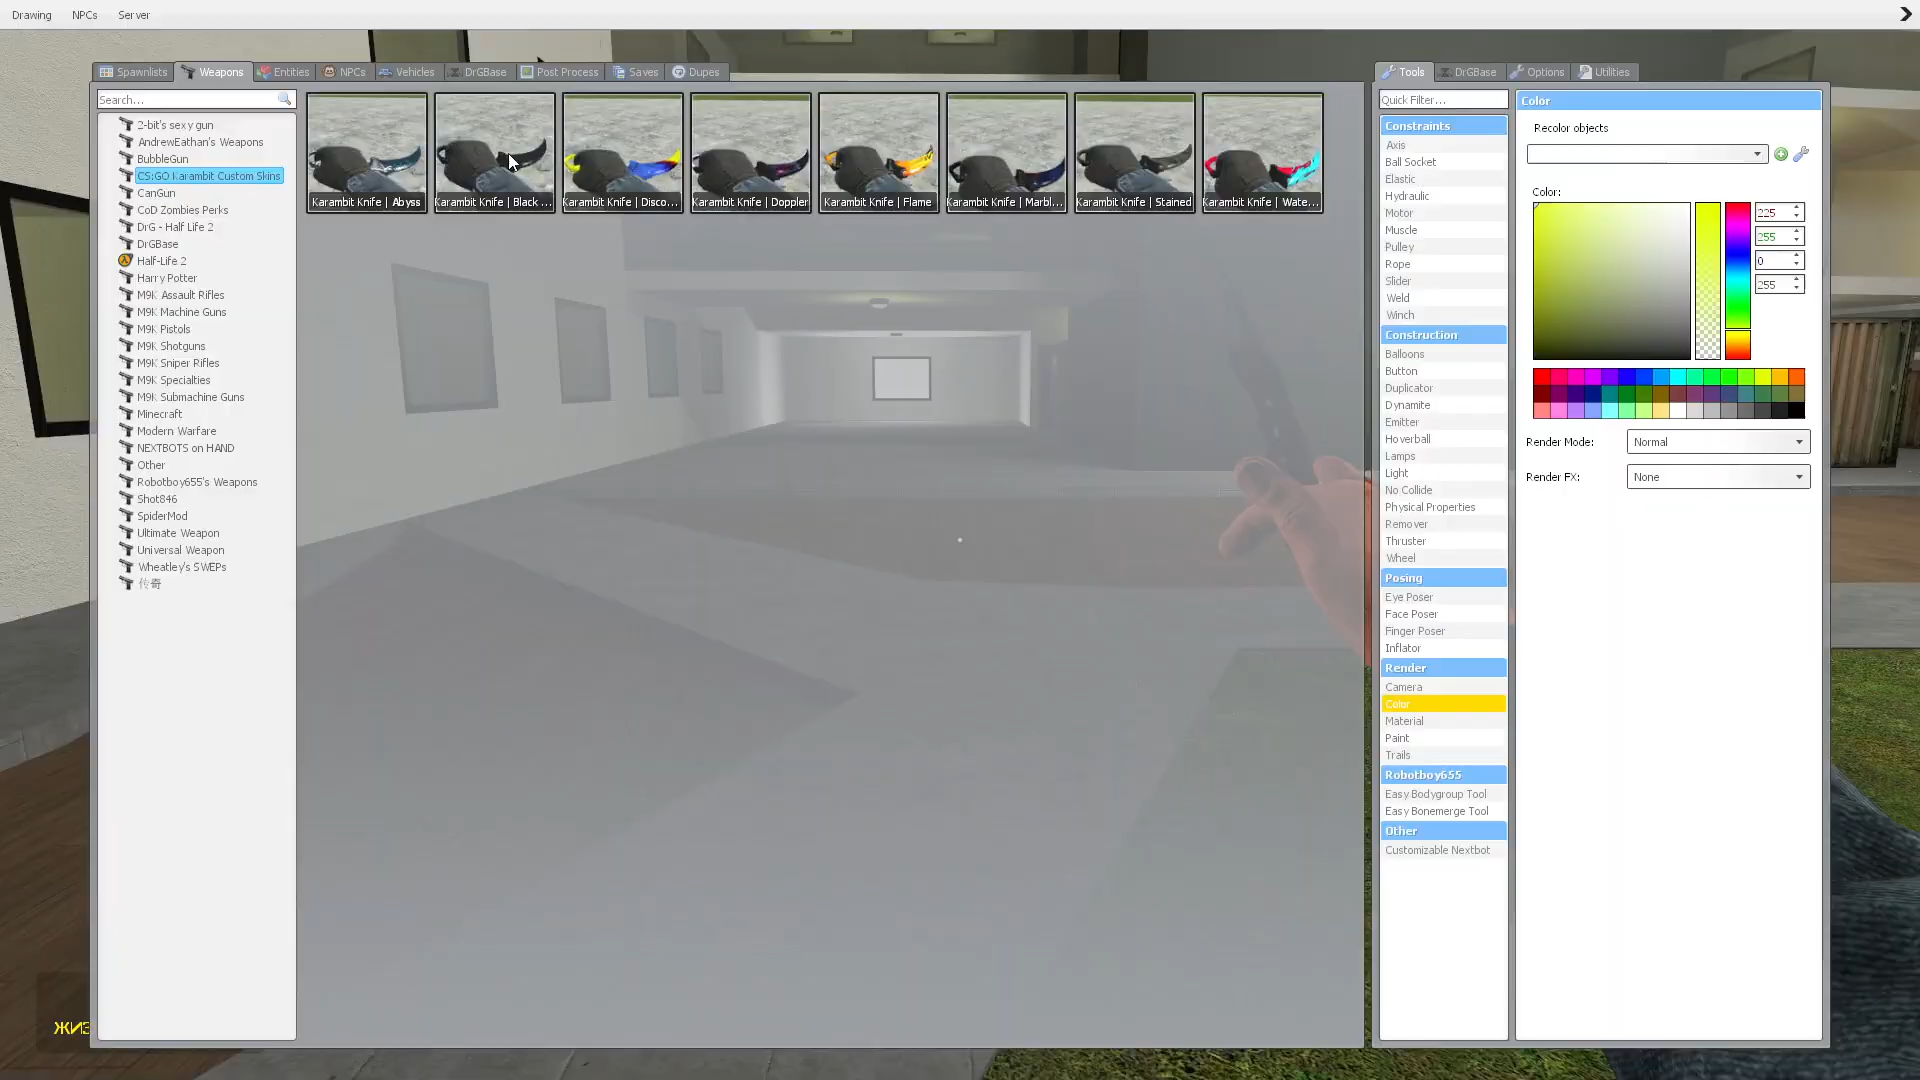 Drawing NPCs Server
Spawnlists Weapons Entities NPCs Vehicles DrGBase Post Process Saves Dupes
Search...
2-bit's sexy gun
AndrewEathan's Weapons
BubbleGun
CS:GO Karambit Custom Skins
CanGun
CoD Zombies Perks
DrG - Half Life 2
DrGBase
Half-Life 2
Harry Potter
M9K Assault Rifles
M9K Machine Guns
M9K Pistols
M9K Shotguns
M9K Sniper Rifles
M9K Specialties
M9K Submachine Guns
Minecraft
Modern Warfare
NEXTBOTS on HAND
Other
Robotboy655's Weapons
Shot846
SpiderMod
Ultimate Weapon
Universal Weapon
Wheatley's SWEPs
传奇
Karambit Knife | Abyss
Karambit Knife | Black ...
Karambit Knife | Disco...
Karambit Knife | Doppler
Karambit Knife | Flame
Karambit Knife | Marbl...
Karambit Knife | Stained
Karambit Knife | Wate...
ЖИЗ
Tools DrGBase Options Utilities
Quick Filter...
Constraints
Axis
Ball Socket
Elastic
Hydraulic
Motor
Muscle
Pulley
Rope
Slider
Weld
Winch
Construction
Balloons
Button
Duplicator
Dynamite
Emitter
Hoverball
Lamps
Light
No Collide
Physical Properties
Remover
Thruster
Wheel
Posing
Eye Poser
Face Poser
Finger Poser
Inflator
Render
Camera
Color
Material
Paint
Trails
Robotboy655
Easy Bodygroup Tool
Easy Bonemerge Tool
Other
Customizable Nextbot
Color
Recolor objects
Color:
225
255
0
255
Render Mode: Normal
Render FX: None